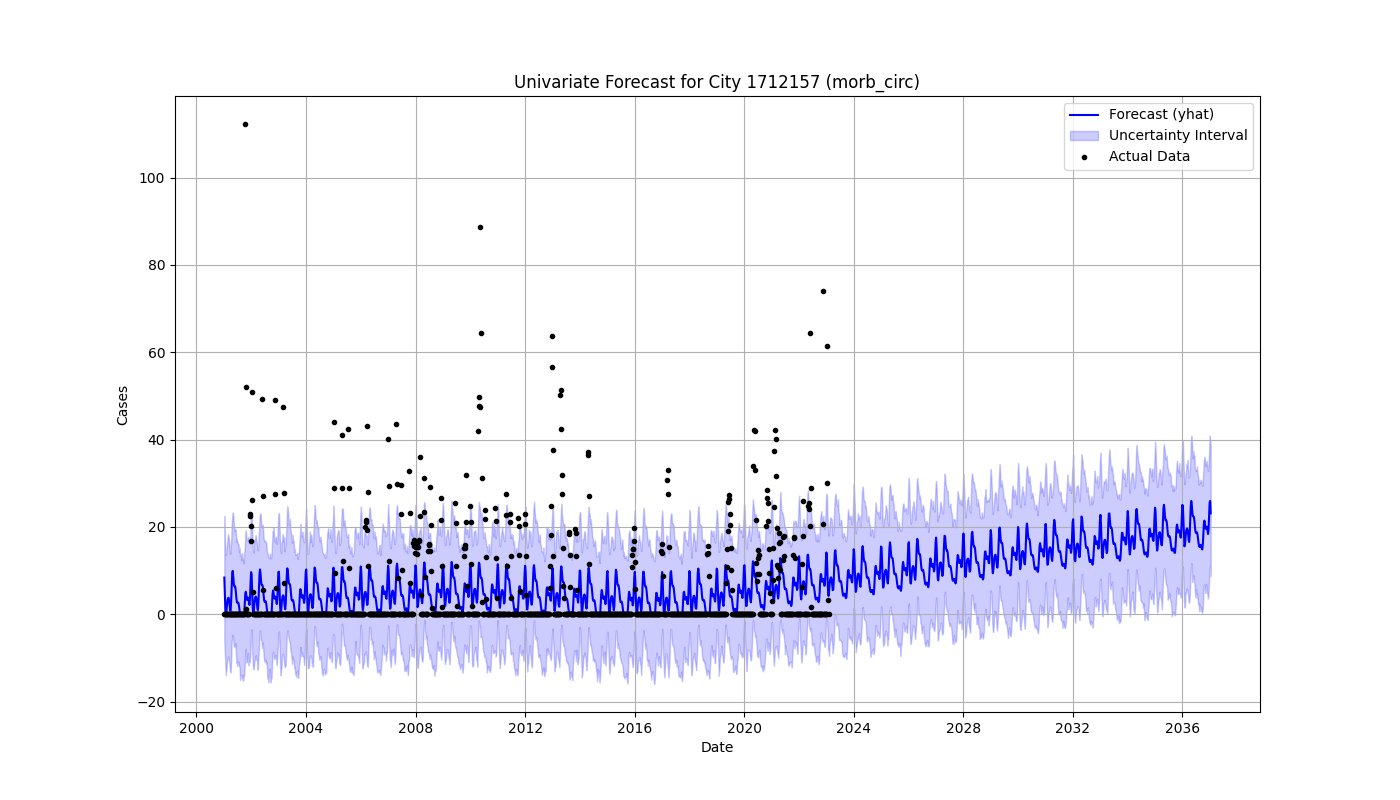 Univariate Forecast for City 1712157 (morb_circ)
Forecast (yhat)
Uncertainty Interval
Actual Data
Cases
100
80
60
40
20
0
−20
2000 2004 2008 2012 2016 2020 2024 2028 2032 2036
Date